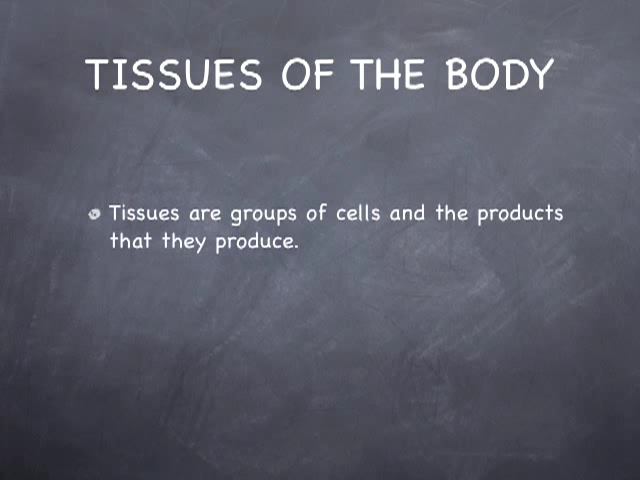 TISSUES OF THE BODY
Tissues are groups of cells and the products
that they produce.